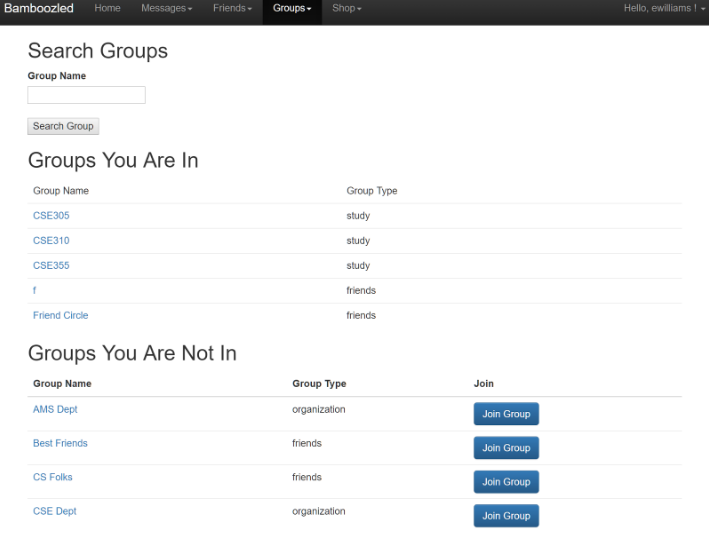 Bamboozled Home Messages Friends Groups Shop Hello, ewilliams !
Search Groups
Group Name
Search Group
Groups You Are In
Group Name Group Type
CSE305 study
CSE310 study
CSE355 study
f friends
Friend Circle friends
Groups You Are Not In
Group Name Group Type Join
AMS Dept organization Join Group
Best Friends friends Join Group
CS Folks friends Join Group
CSE Dept organization Join Group